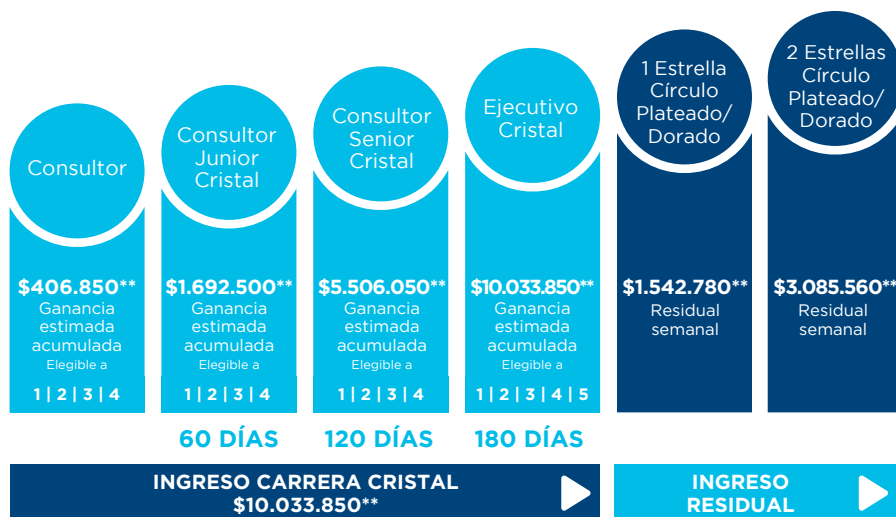 Consultor
$406.850**
Ganancia
estimada
acumulada
Elegible a
1 | 2 | 3 | 4
Consultor
Junior
Cristal
$1.692.500**
Ganancia
estimada
acumulada
Elegible a
1 | 2 | 3 | 4
60 DÍAS
Consultor
Senior
Cristal
$5.506.050**
Ganancia
estimada
acumulada
Elegible a
1 | 2 | 3 | 4
120 DÍAS
Ejecutivo
Cristal
$10.033.850**
Ganancia
estimada
acumulada
Elegible a
1 | 2 | 3 | 4 | 5
180 DÍAS
1 Estrella
Círculo
Plateado/
Dorado
$1.542.780**
Residual
semanal
2 Estrellas
Círculo
Plateado/
Dorado
$3.085.560**
Residual
semanal
INGRESO CARRERA CRISTAL
$10.033.850**
INGRESO
RESIDUAL